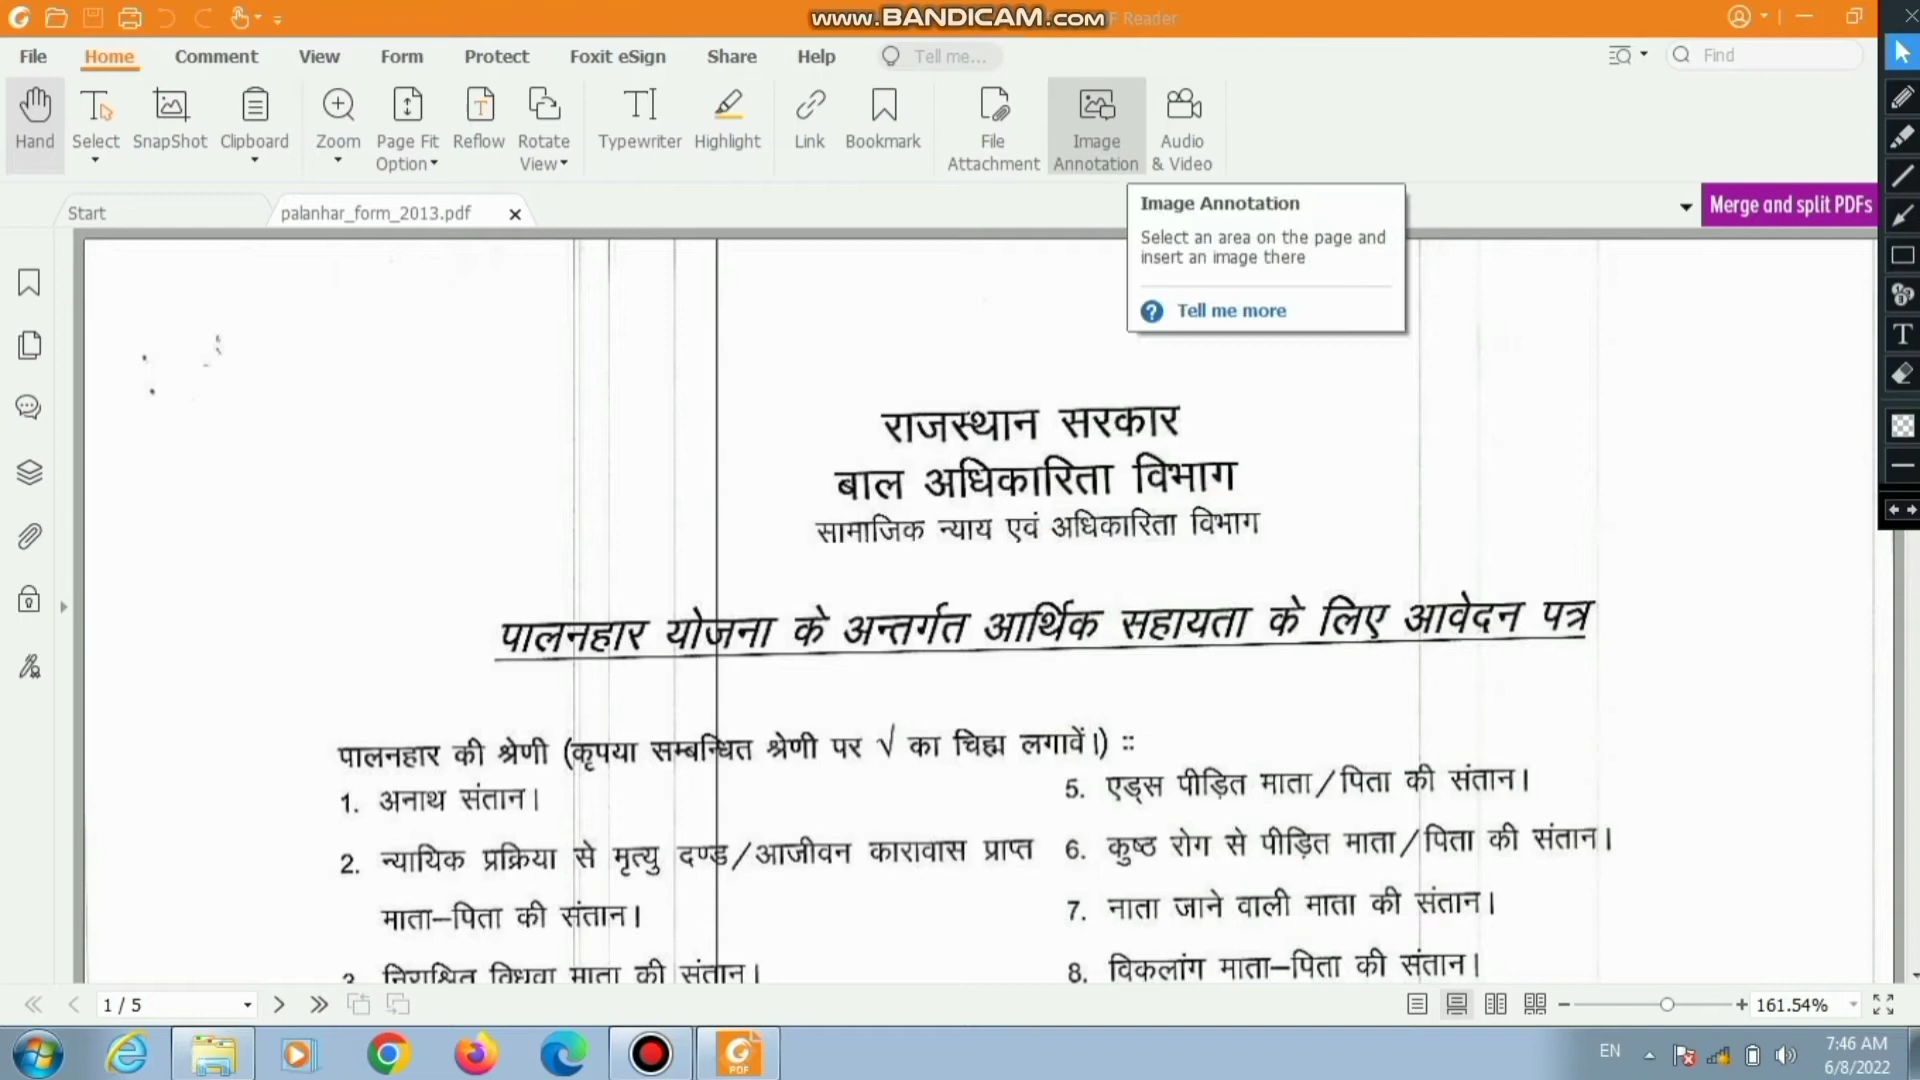 www.BANDICAM.com F Reader
File Home Comment View Form Protect Foxit eSign Share Help Tell me... Find
Hand Select SnapShot Clipboard Zoom Page Fit Option Reflow Rotate View Typewriter Highlight Link Bookmark File Attachment Image Annotation Audio & Video
Start palanhar_form_2013.pdf Merge and split PDFs
Image Annotation
Select an area on the page and
insert an image there
Tell me more
राजस्थान सरकार
बाल अधिकारिता विभाग
सामाजिक न्याय एवं अधिकारिता विभाग
पालनहार योजना के अन्तर्गत आर्थिक सहायता के लिए आवेदन पत्र
पालनहार की श्रेणी (कृपया सम्बन्धित श्रेणी पर √ का चिह्न लगावें।) ::
1. अनाथ संतान।
5. एड्स पीड़ित माता/पिता की संतान।
2. न्यायिक प्रक्रिया से मृत्यु दण्ड/आजीवन कारावास प्राप्त
6. कुष्ठ रोग से पीड़ित माता/पिता की संतान।
माता–पिता की संतान।
7. नाता जाने वाली माता की संतान।
3. निराश्रित विधवा माता की संतान।
8. विकलांग माता–पिता की संतान।
1 / 5 161.54%
PDF
EN 7:46 AM
6/8/2022